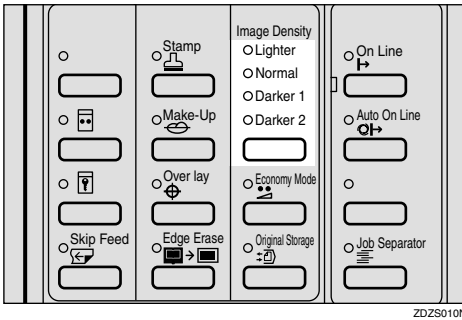 Image Density
Lighter
Normal
Darker 1
Darker 2
Stamp
Make-Up
Over lay
Edge Erase
Skip Feed
Economy Mode
Original Storage
On Line
Auto On Line
Job Separator